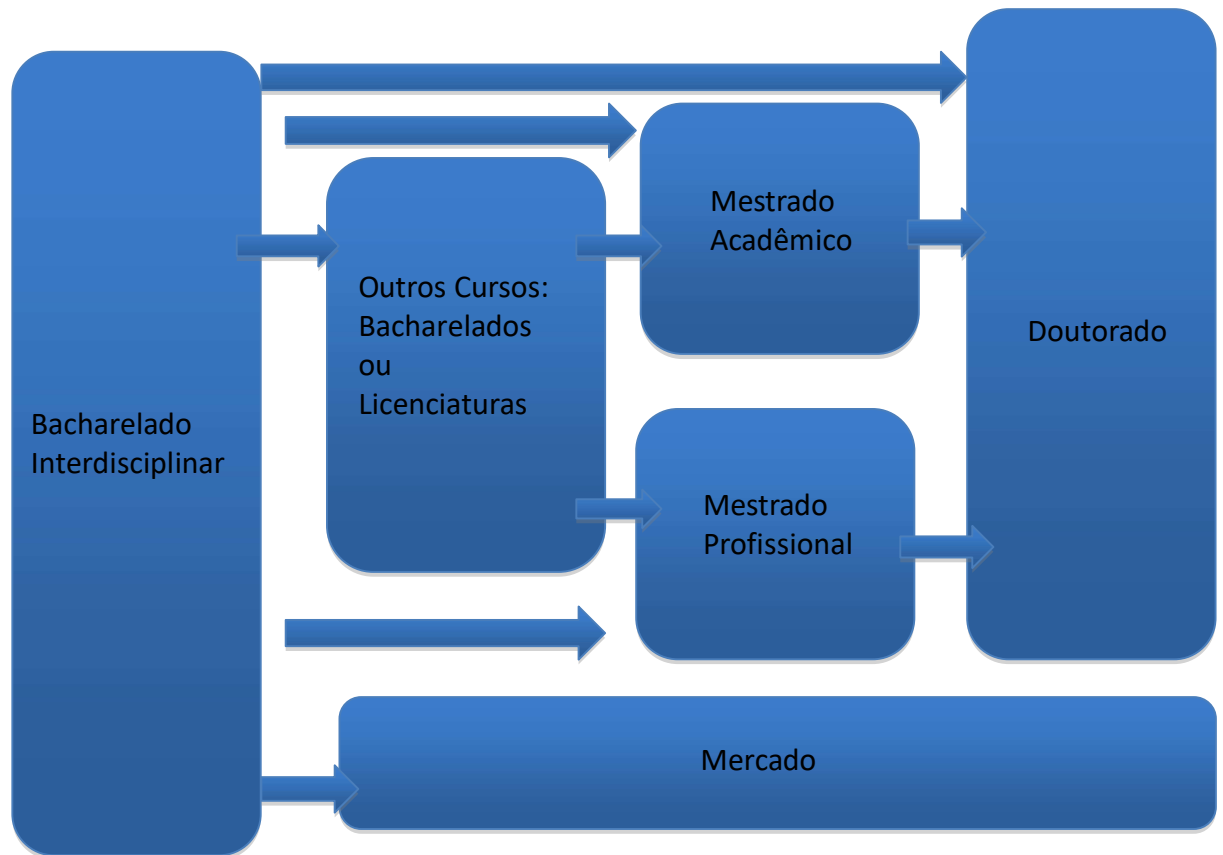 Bacharelado
Interdisciplinar
Outros Cursos:
Bacharelados
ou
Licenciaturas
Mestrado
Acadêmico
Mestrado
Profissional
Doutorado
Mercado